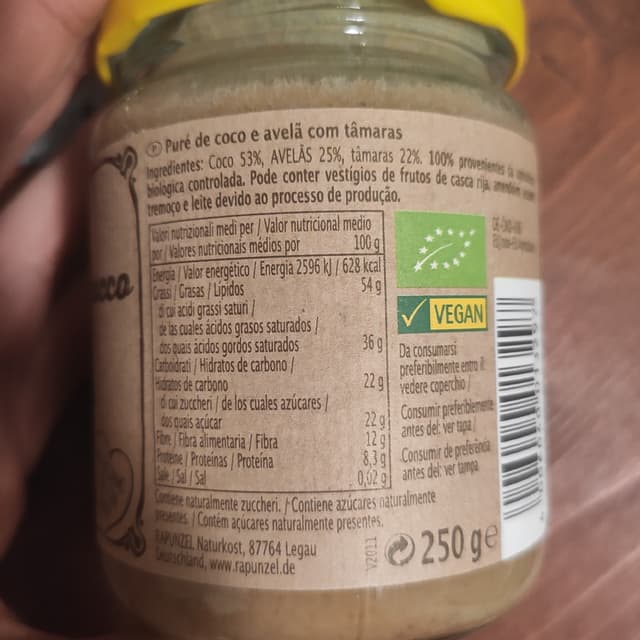 Puré de coco e avelã com tâmaras
Ingredientes: Coco 53%, AVELÃS 25%, tâmaras 22%. 100% provenientes da
biológica controlada. Pode conter vestígios de frutos de casca rija,
tremoço e leite devido ao processo de produção.
Valori nutrizionali medi per / Valor nutricional medio
por / Valores nutricionais médios por 100 g
Energia / Valor energético / Energia 2596 kJ / 628 kcal
Grassi / Grasas / Lípidos 54 g
di cui acidi grassi saturi /
de las cuales ácidos grasos saturados /
dos quais ácidos gordos saturados 36 g
Carboidrati / Hidratos de carbono /
Hidratos de carbono 22 g
di cui zuccheri / de los cuales azúcares /
dos quais açúcar 22 g
Fibre / Fibra alimentaria / Fibra 12 g
Proteine / Proteínas / Proteína 8,3 g
Sale / Sal / Sal 0,02 g
Contiene naturalmente zuccheri. / Contiene azúcares naturalmente
presentes. / Contém açúcares naturalmente presentes.
RAPUNZEL Naturkost, 87764 Legau
Deutschland, www.rapunzel.de
V2011
250 g e
VEGAN
Da consumarsi
preferibilmente entro il:
vedere coperchio /
Consumir preferiblemente
antes del: ver tapa /
Consumir de preferência
antes de: ver tampa